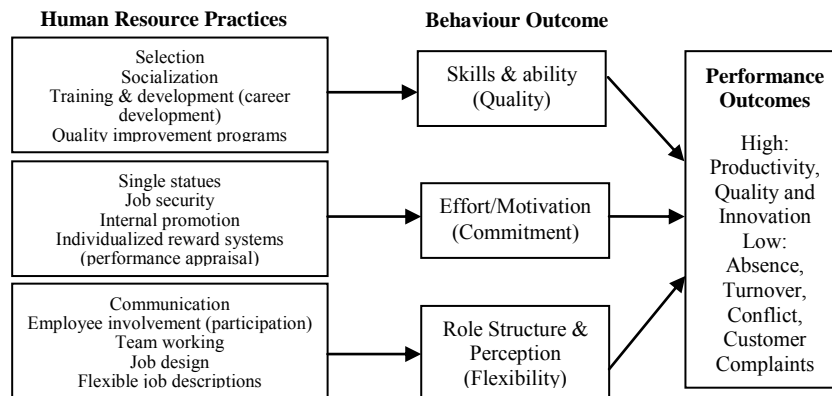 Human Resource Practices
Behaviour Outcome
Selection
Socialization
Training & development (career
development)
Quality improvement programs
Skills & ability
(Quality)
Single statues
Job security
Internal promotion
Individualized reward systems
(performance appraisal)
Effort/Motivation
(Commitment)
Communication
Employee involvement (participation)
Team working
Job design
Flexible job descriptions
Role Structure &
Perception
(Flexibility)
Performance
Outcomes
High:
Productivity,
Quality and
Innovation
Low:
Absence,
Turnover,
Conflict,
Customer
Complaints